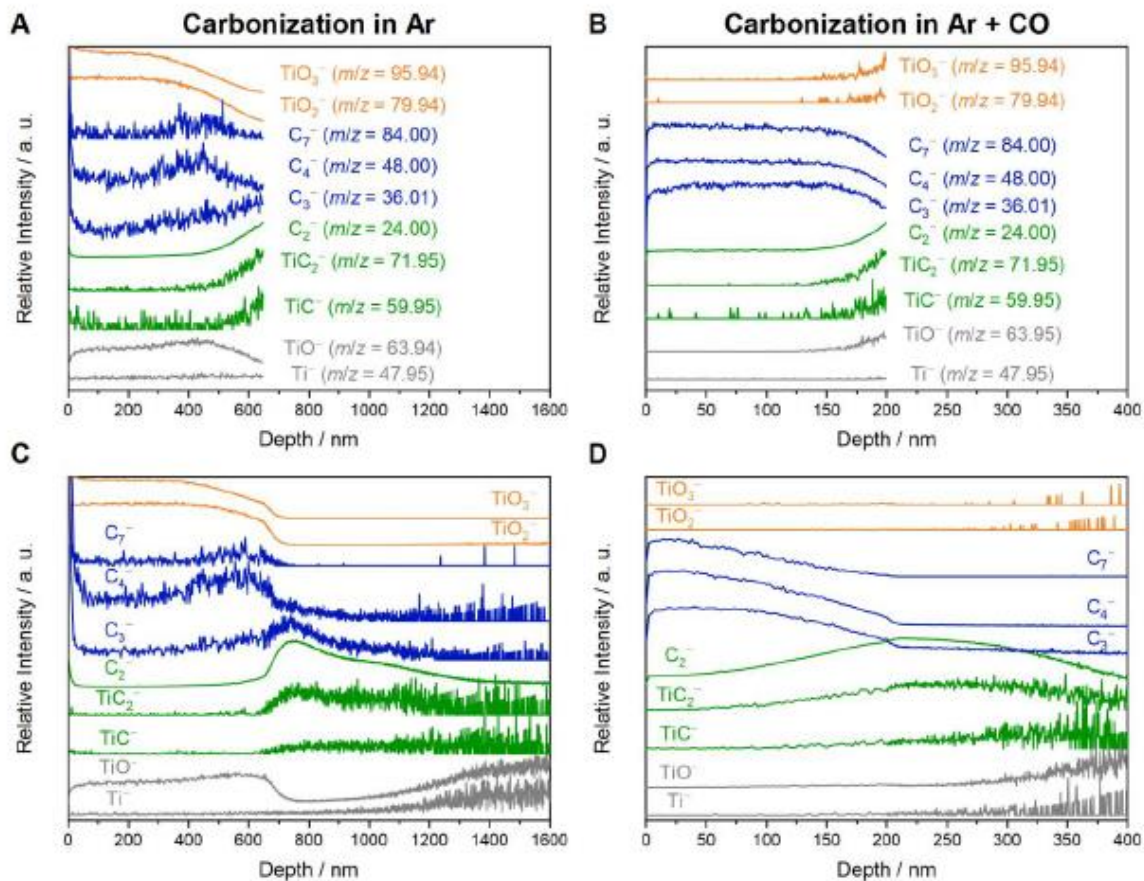 A Carbonization in Ar
Relative Intensity / a. u.
TiO₃⁻ (m/z = 95.94)
TiO₂⁻ (m/z = 79.94)
C₇⁻ (m/z = 84.00)
C₄⁻ (m/z = 48.00)
C₃⁻ (m/z = 36.01)
C₂⁻ (m/z = 24.00)
TiC₂⁻ (m/z = 71.95)
TiC⁻ (m/z = 59.95)
TiO⁻ (m/z = 63.94)
Ti⁻ (m/z = 47.95)
0 200 400 600 800 1000 1200 1400 1600
Depth / nm
B Carbonization in Ar + CO
Relative Intensity / a. u.
TiO₃⁻ (m/z = 95.94)
TiO₂⁻ (m/z = 79.94)
C₇⁻ (m/z = 84.00)
C₄⁻ (m/z = 48.00)
C₃⁻ (m/z = 36.01)
C₂⁻ (m/z = 24.00)
TiC₂⁻ (m/z = 71.95)
TiC⁻ (m/z = 59.95)
TiO⁻ (m/z = 63.95)
Ti⁻ (m/z = 47.95)
0 50 100 150 200 250 300 350 400
Depth / nm
C
Relative Intensity / a. u.
TiO₃⁻
TiO₂⁻
C₇⁻
C₄⁻
C₃⁻
C₂⁻
TiC₂⁻
TiC⁻
TiO⁻
Ti⁻
0 200 400 600 800 1000 1200 1400 1600
Depth / nm
D
Relative Intensity / a. u.
TiO₃⁻
TiO₂⁻
C₇⁻
C₄⁻
C₃⁻
C₂⁻
TiC₂⁻
TiC⁻
TiO⁻
Ti⁻
0 50 100 150 200 250 300 350 400
Depth / nm